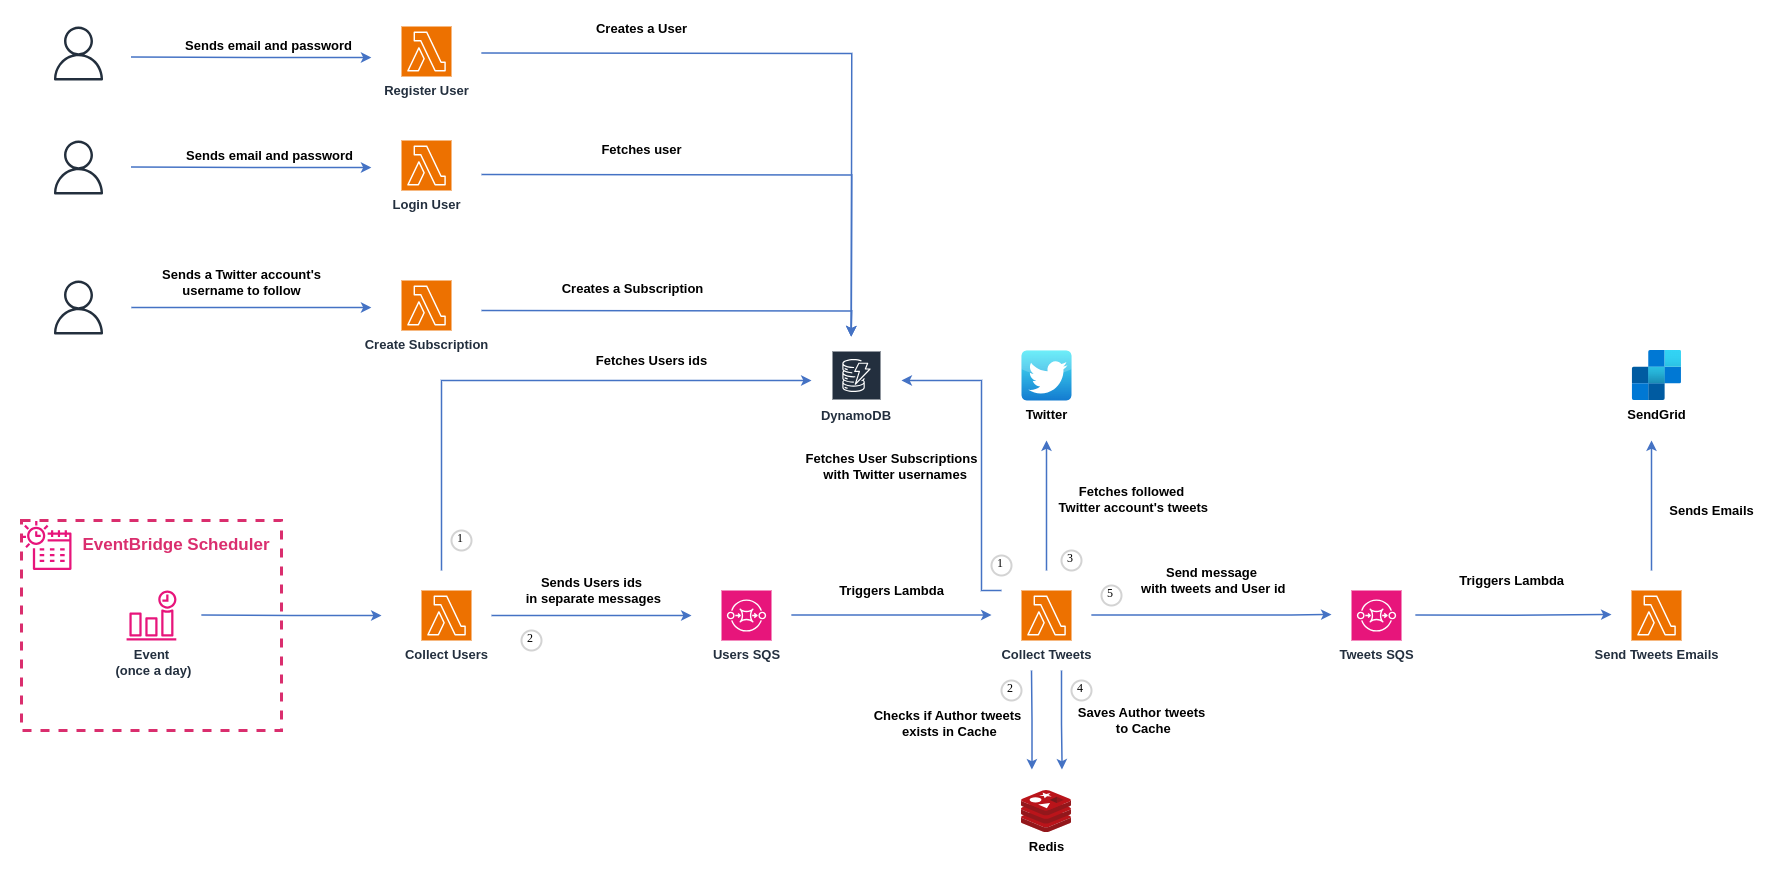 Creates a User
Sends email and password
Register User
Fetches user
Sends email and password
Login User
Sends a Twitter account's
username to follow
Creates a Subscription
Create Subscription
Fetches Users ids
DynamoDB
Twitter
SendGrid
Fetches User Subscriptions
with Twitter usernames
Fetches followed
Twitter account's tweets
Sends Emails
EventBridge Scheduler
1
1
3
Sends Users ids
in separate messages
Triggers Lambda
5
Send message
with tweets and User id
Triggers Lambda
2
Event
(once a day)
Collect Users
Users SQS
Collect Tweets
Tweets SQS
Send Tweets Emails
2
4
Checks if Author tweets
exists in Cache
Saves Author tweets
to Cache
Redis